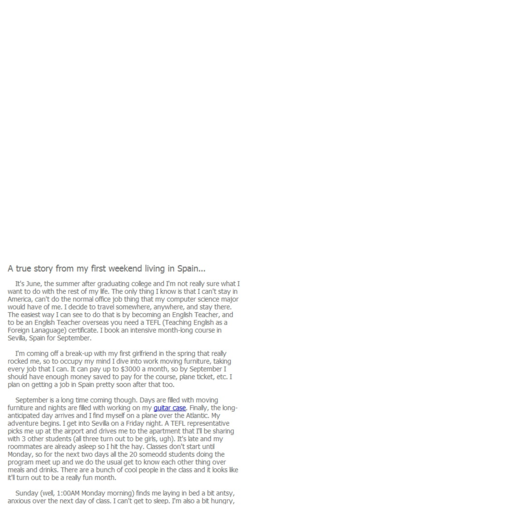 A true story from my first weekend living in Spain...
It's June, the summer after graduating college and I'm not really sure what I
want to do with the rest of my life. The only thing I know is that I can't stay in
America, can't do the normal office job thing that my computer science major
would have of me. I decide to travel somewhere, anywhere, and stay there.
The easiest way I can see to do that is by becoming an English Teacher, and
to be an English Teacher overseas you need a TEFL (Teaching English as a
Foreign Lanaguage) certificate. I book an intensive month-long course in
Sevilla, Spain for September.
I'm coming off a break-up with my first girlfriend in the spring that really
rocked me, so to occupy my mind I dive into work moving furniture, taking
every job that I can. It can pay up to $3000 a month, so by September I
should have enough money saved to pay for the course, plane ticket, etc. I
plan on getting a job in Spain pretty soon after that too.
September is a long time coming though. Days are filled with moving
furniture and nights are filled with working on my guitar case. Finally, the long-
anticipated day arrives and I find myself on a plane over the Atlantic. My
adventure begins. I get into Sevilla on a Friday night. A TEFL representative
picks me up at the airport and drives me to the apartment that I'll be sharing
with 3 other students (all three turn out to be girls, ugh). It's late and my
roommates are already asleep so I hit the hay. Classes don't start until
Monday, so for the next two days all the 20 someodd students doing the
program meet up and we do the usual get to know each other thing over
meals and drinks. There are a bunch of cool people in the class and it looks like
it'll turn out to be a really fun month.
Sunday (well, 1:00AM Monday morning) finds me laying in bed a bit antsy,
anxious over the next day of class. I can't get to sleep. I'm also a bit hungry,